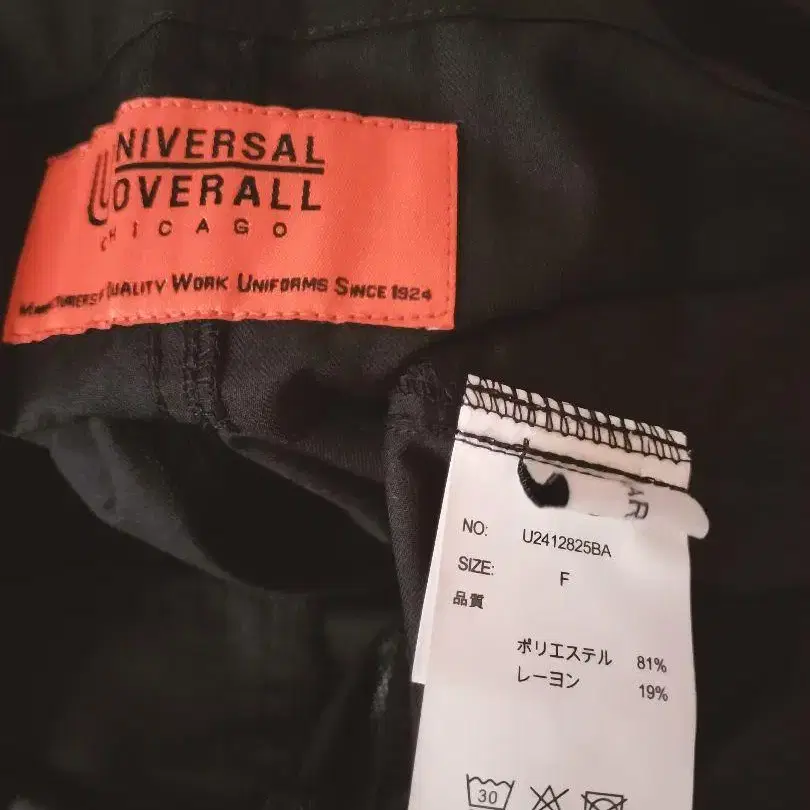 UNIVERSAL
OVERALL
CHICAGO
QUALITY WORK UNIFORMS SINCE 1924
AR
NO: U2412825BA
SIZE: F
品質
ポリエステル 81%
レーヨン 19%
30